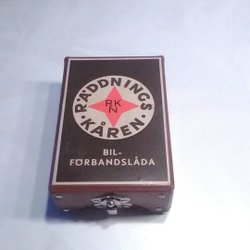 RÄDDNINGS
RK
N
KÅREN
BIL-
FÖRBANDSLÅDA